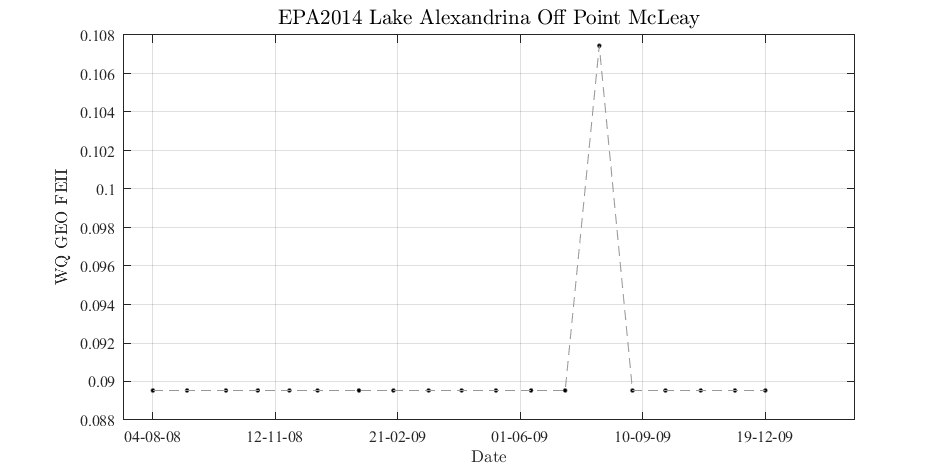 EPA2014 Lake Alexandrina Off Point McLeay
0.108
0.106
0.104
0.102
0.1
0.098
0.096
0.094
0.092
0.09
0.088
WQ GEO FEII
04-08-08 12-11-08 21-02-09 01-06-09 10-09-09 19-12-09
Date